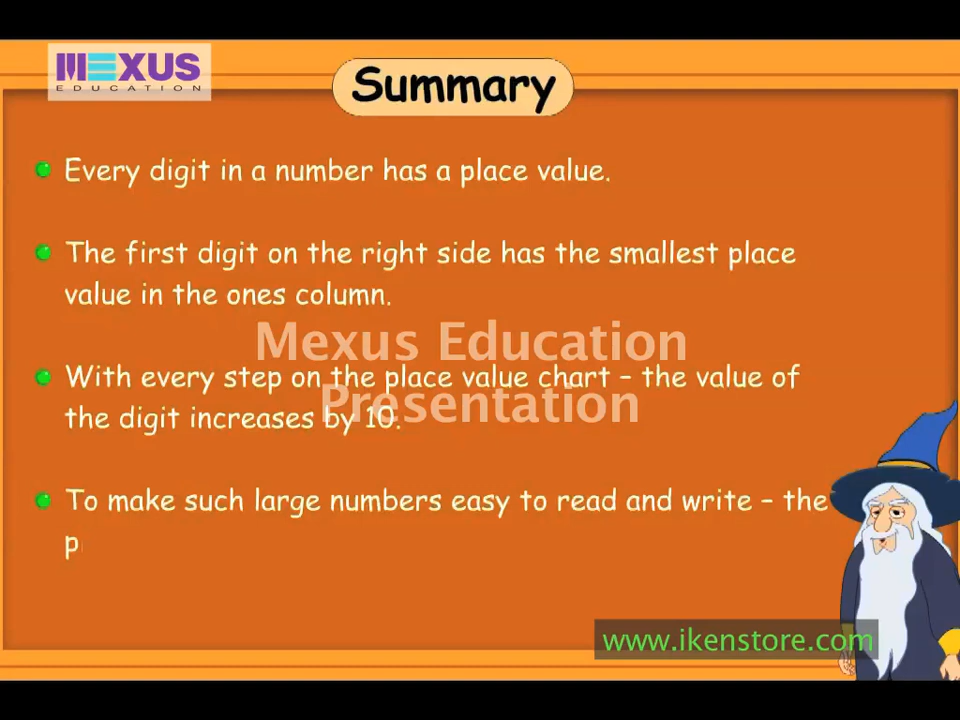 MEXUS
EDUCATION
Summary
Every digit in a number has a place value.
The first digit on the right side has the smallest place
value in the ones column.
Mexus Education
With every step on the place value chart – the value of
Presentation
the digit increases by 10.
To make such large numbers easy to read and write – the
p
www.ikenstore.com